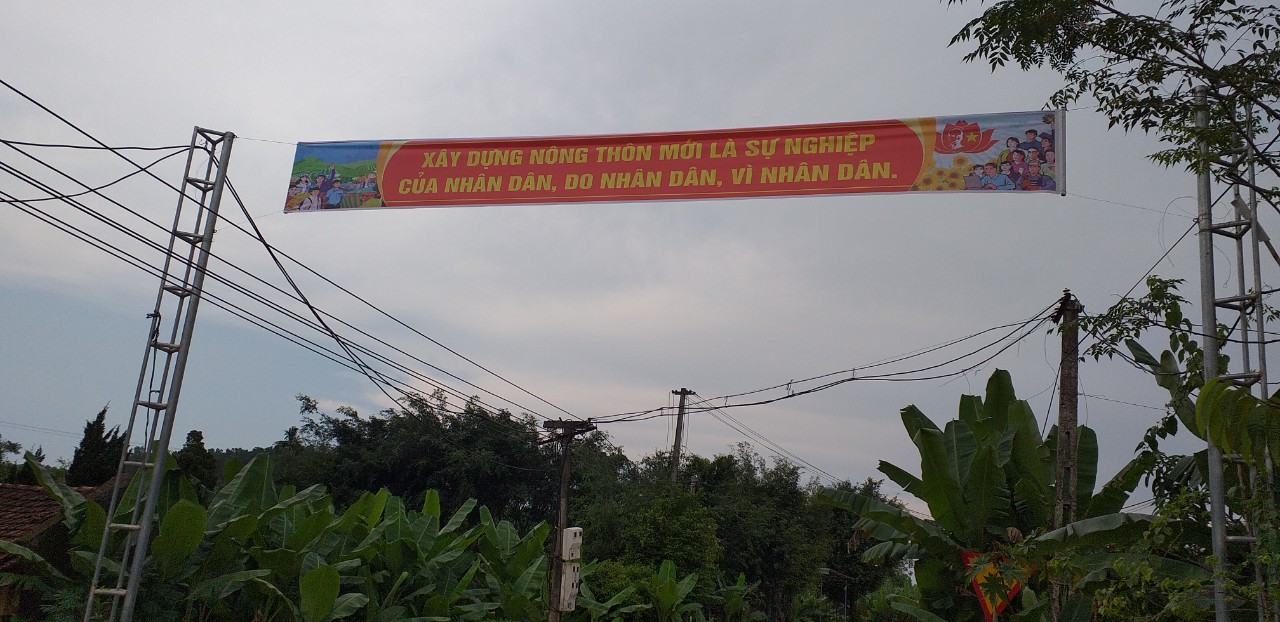 XÂY DỰNG NÔNG THÔN MỚI LÀ SỰ NGHIỆP
CỦA NHÂN DÂN, DO NHÂN DÂN, VÌ NHÂN DÂN.